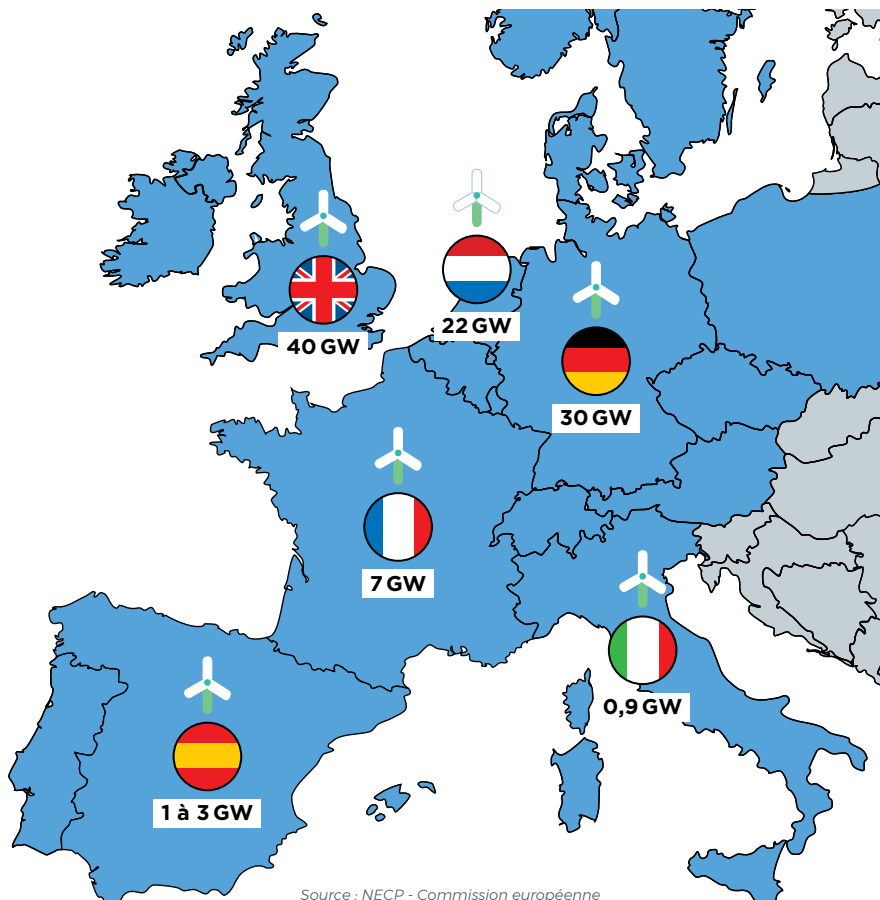 40 GW
22 GW
30 GW
7 GW
0,9 GW
1 à 3 GW
Source : NECP - Commission européenne